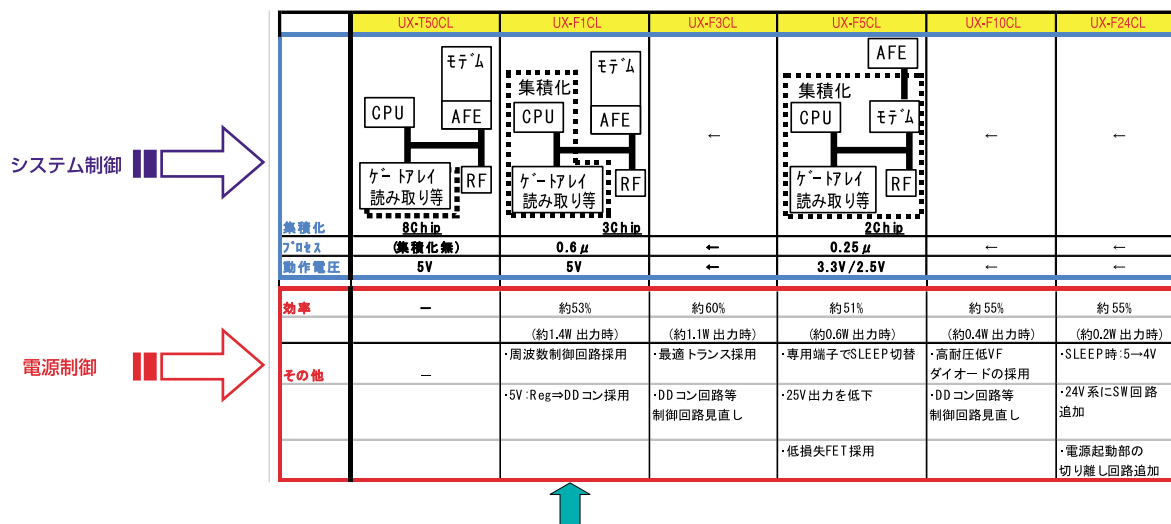 UX-T50CL UX-F1CL UX-F3CL UX-F5CL UX-F10CL UX-F24CL
システム制御
モデム
CPU
AFE
ゲートアレイ
読み取り等
RF
8Chip
モデム
集積化
CPU
AFE
ゲートアレイ
読み取り等
RF
3Chip
←
AFE
集積化
CPU
モデム
ゲートアレイ
読み取り等
RF
2Chip
←
←
集積化
プロセス (集積化無) 0.6μ ← 0.25μ ← ←
動作電圧 5V 5V ← 3.3V/2.5V ← ←
電源制御
効率 － 約53% 約60% 約51% 約55% 約55%
(約1.4W出力時) (約1.1W出力時) (約0.6W出力時) (約0.4W出力時) (約0.2W出力時)
その他 －
・周波数制御回路採用
・5V:Reg⇒DDコン採用
・最適トランス採用
・DDコン回路等
制御回路見直し
・専用端子でSLEEP切替
・25V出力を低下
・低損失FET採用
・高耐圧低VF
ダイオードの採用
・DDコン回路等
制御回路見直し
・SLEEP時:5→4V
・24V系にSW回路
追加
・電源起動部の
切り離し回路追加